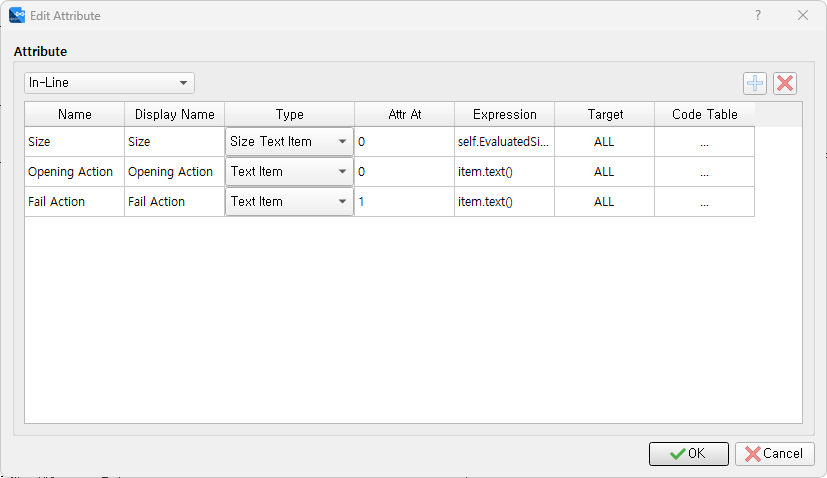 Edit Attribute ?
Attribute
In-Line
Name Display Name Type Attr At Expression Target Code Table
Size Size Size Text Item 0 self.EvaluatedSi... ALL ...
Opening Action Opening Action Text Item 0 item.text() ALL ...
Fail Action Fail Action Text Item 1 item.text() ALL ...
OK Cancel